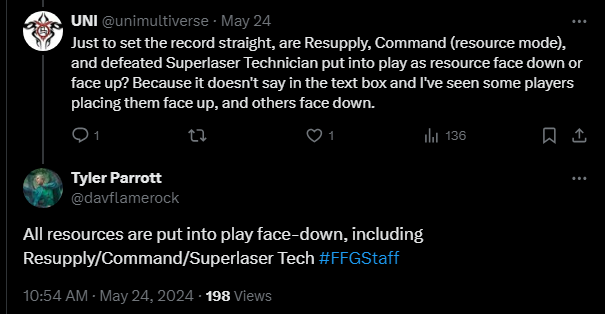 UNI @unimultiverse · May 24
Just to set the record straight, are Resupply, Command (resource mode),
and defeated Superlaser Technician put into play as resource face down or
face up? Because it doesn't say in the text box and I've seen some players
placing them face up, and others face down.
1 1 136
Tyler Parrott
@davflamerock
All resources are put into play face-down, including
Resupply/Command/Superlaser Tech #FFGStaff
10:54 AM · May 24, 2024 · 198 Views